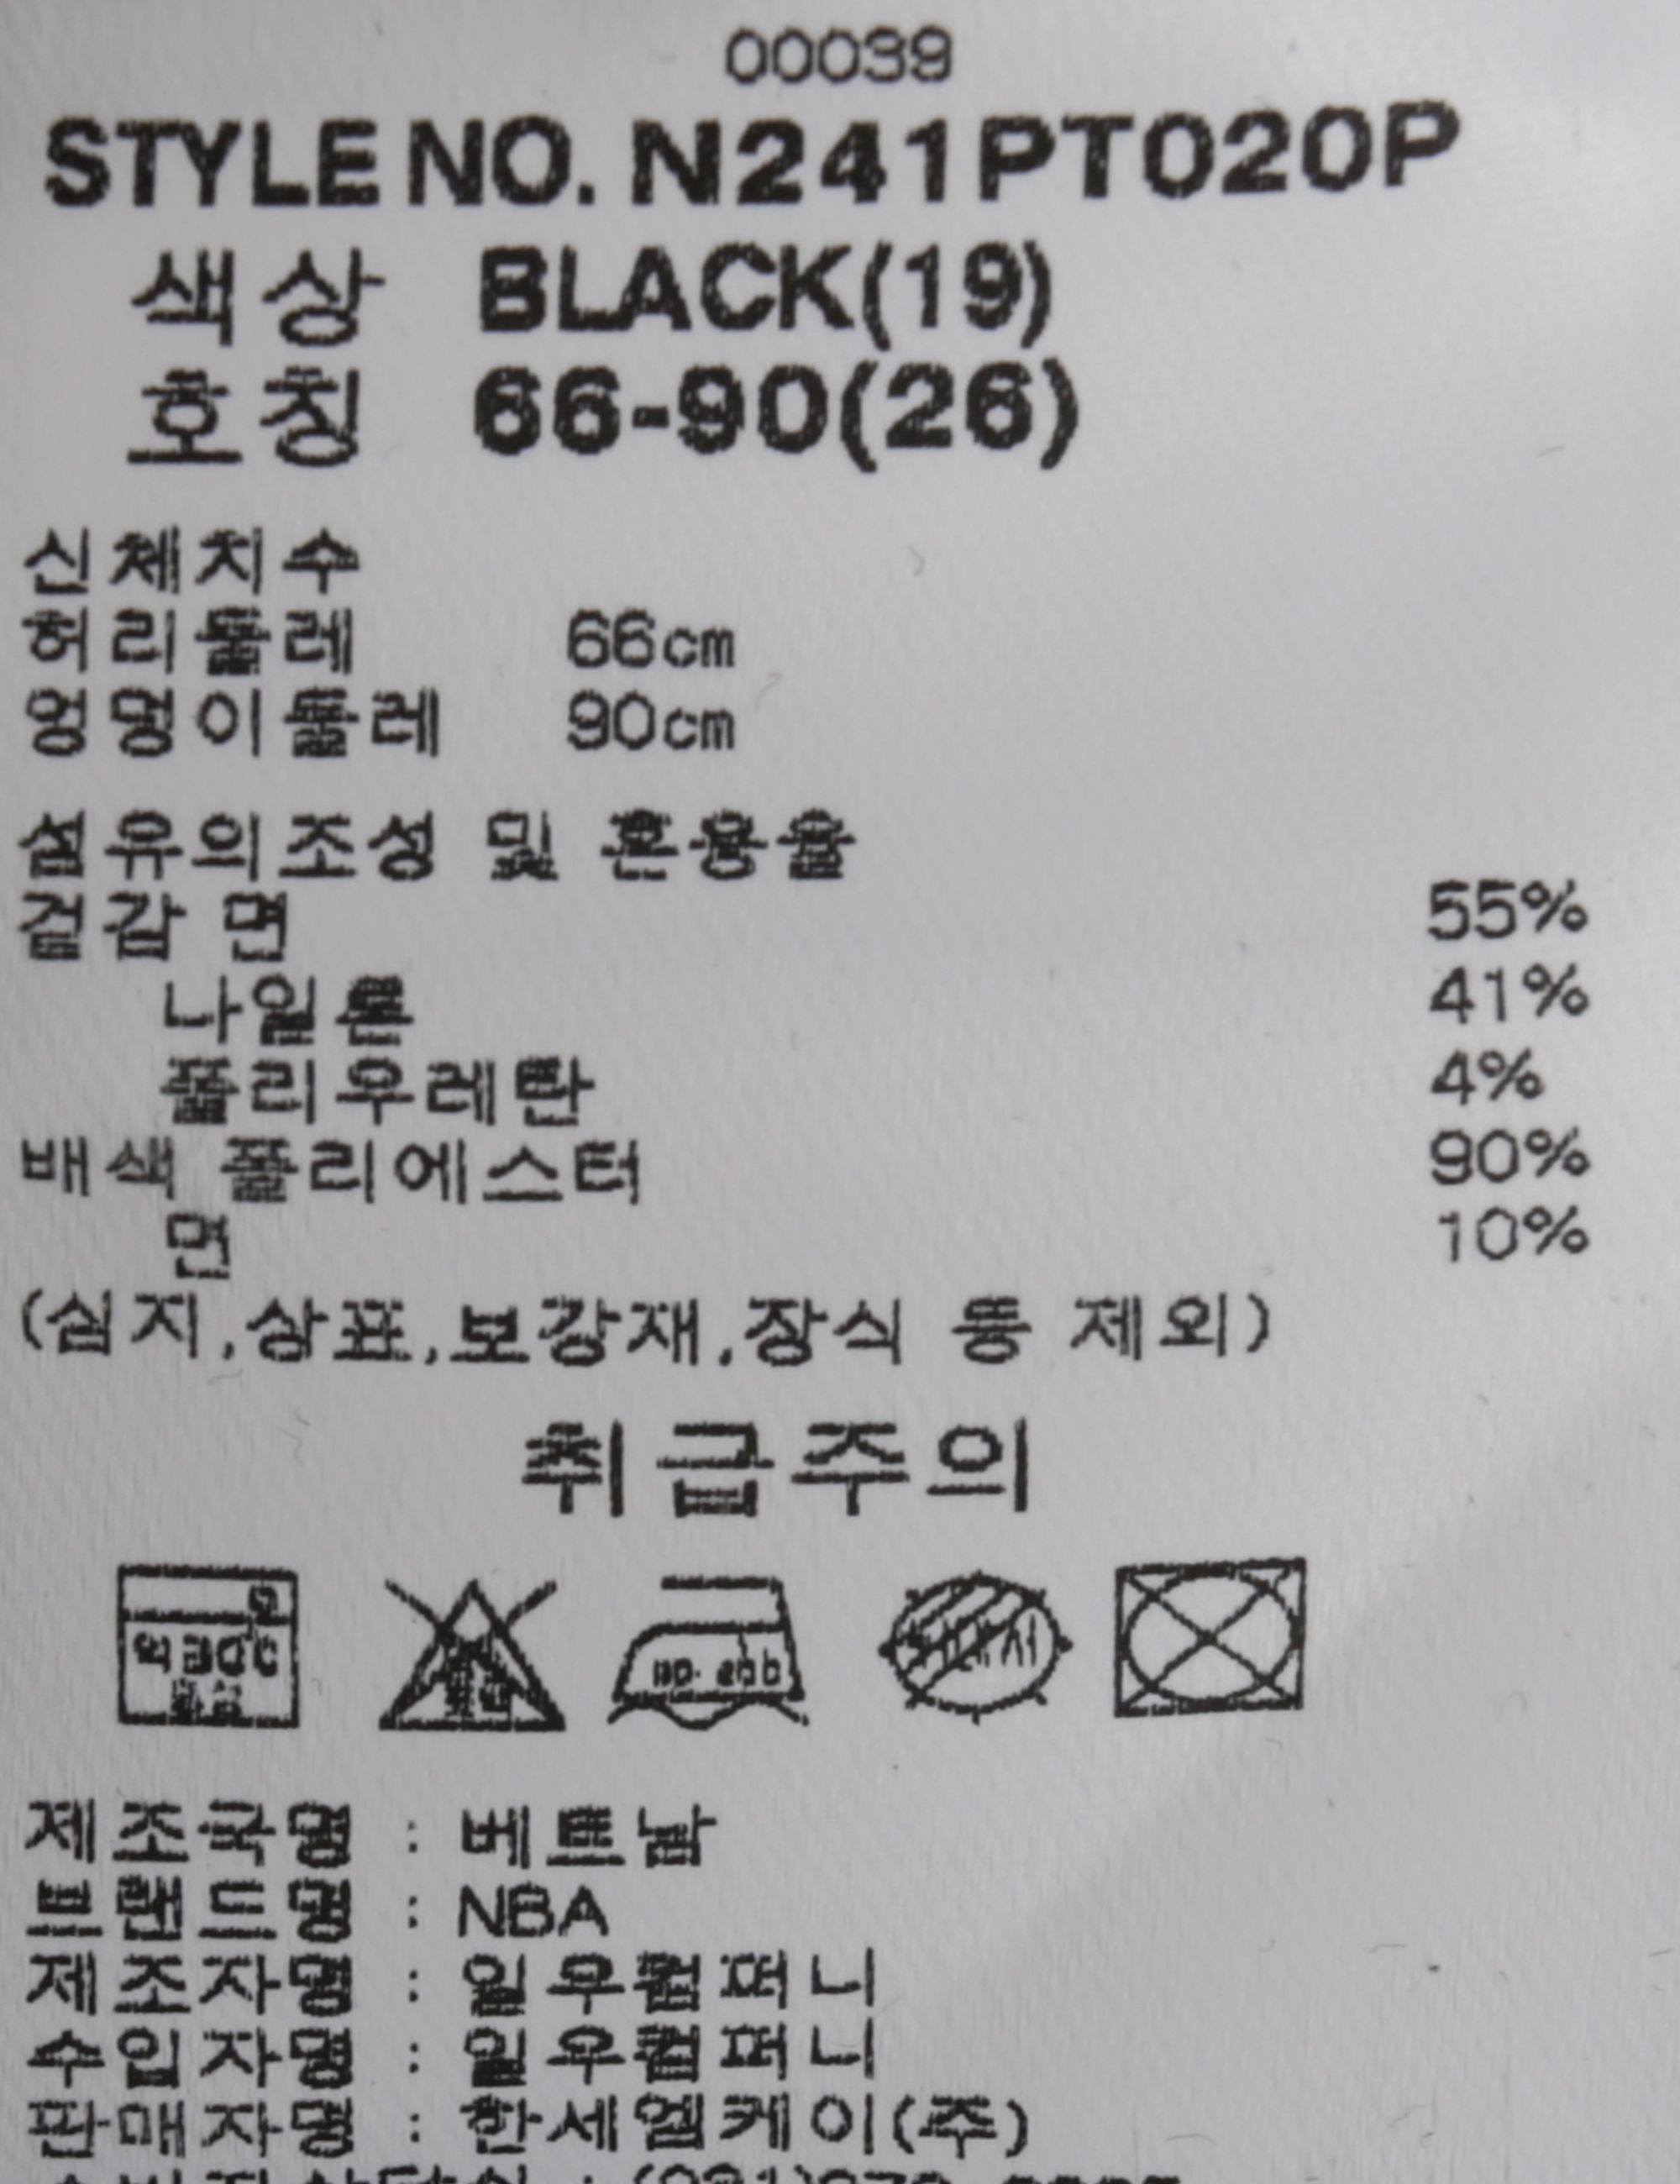 00039
STYLE NO. N241PT020P
색상 BLACK(19)
호칭 66-90(26)
신체치수
허리둘레 66cm
엉덩이둘레 90cm
섬유의조성 및 혼용율
겉감 면 55%
나일론 41%
폴리우레탄 4%
배색 폴리에스터 90%
면 10%
(심지,상표,보강재,장식 등 제외)
취급주의
제조국명 : 베트남
브랜드명 : NBA
제조자명 : 일우컴퍼니
수입자명 : 일우컴퍼니
판매자명 : 한세엠케이(주)